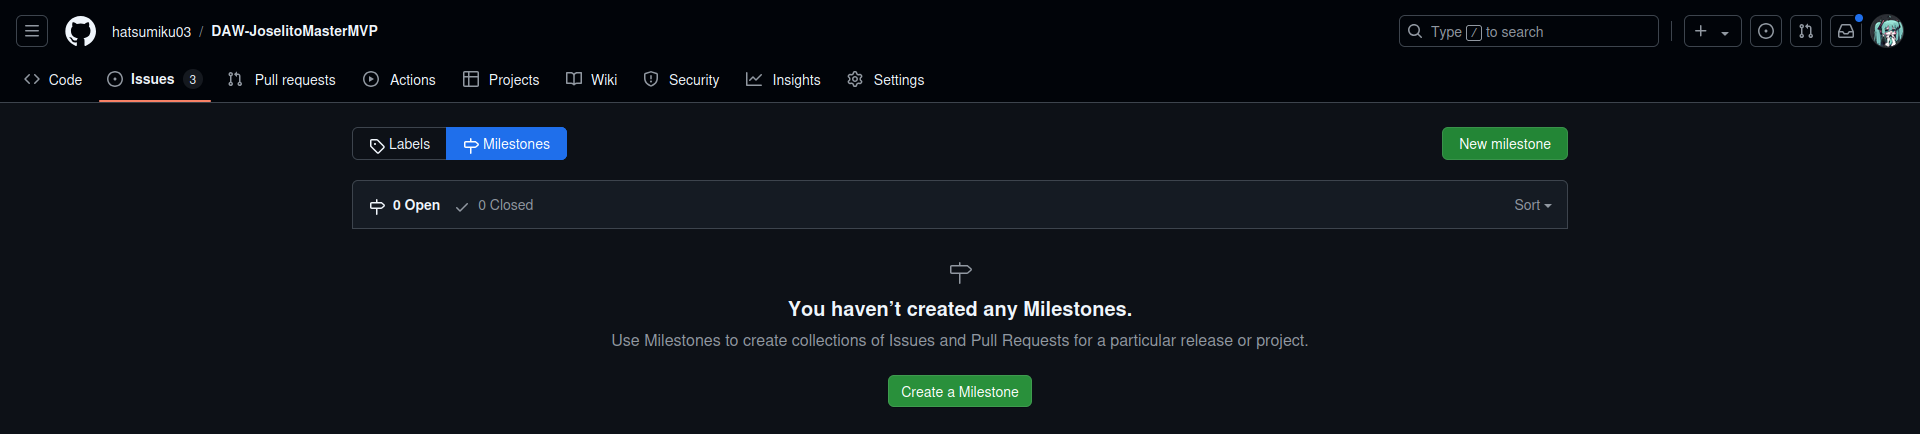 hatsumiku03 / DAW-JoselitoMasterMVP
Type / to search
Code Issues 3 Pull requests Actions Projects Wiki Security Insights Settings
Labels Milestones
New milestone
0 Open 0 Closed
Sort
You haven’t created any Milestones.
Use Milestones to create collections of Issues and Pull Requests for a particular release or project.
Create a Milestone